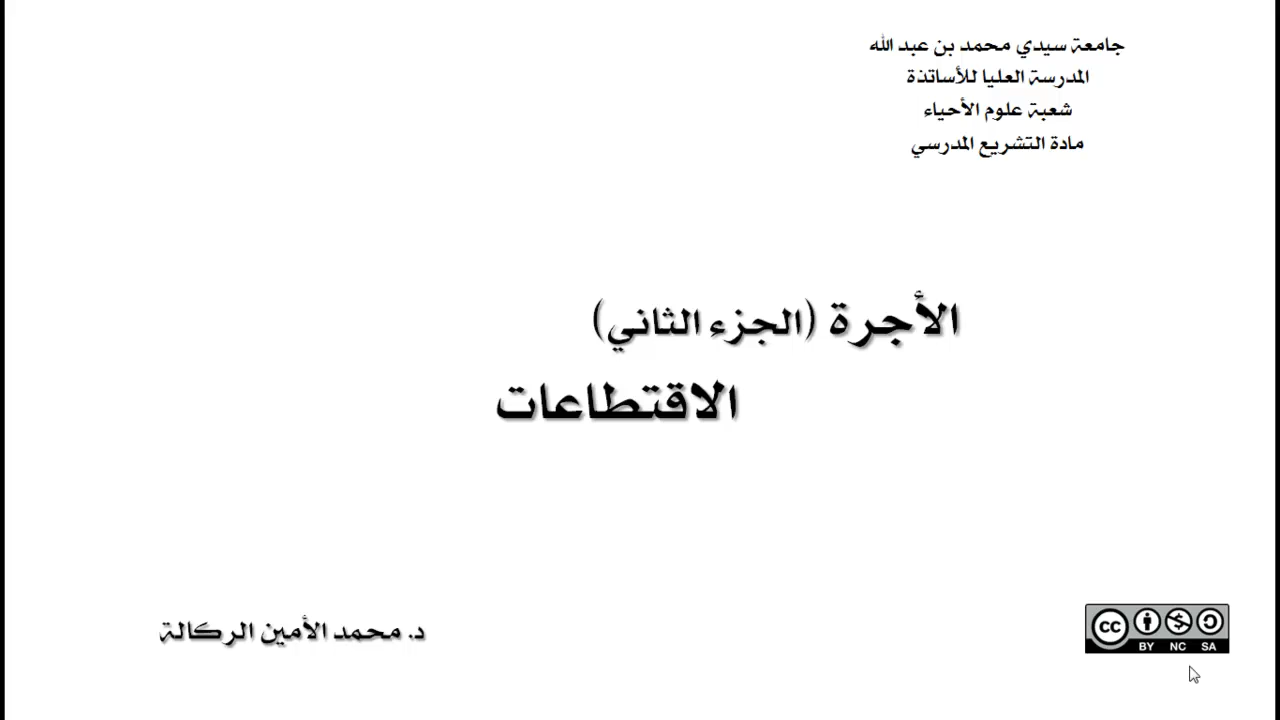 جامعة سيدي محمد بن عبد الله
المدرسة العليا للأساتذة
شعبة علوم الأحياء
مادة التشريع المدرسي
الأجرة (الجزء الثاني)
الاقتطاعات
د. محمد الأمين الركالة
cc
BY NC SA